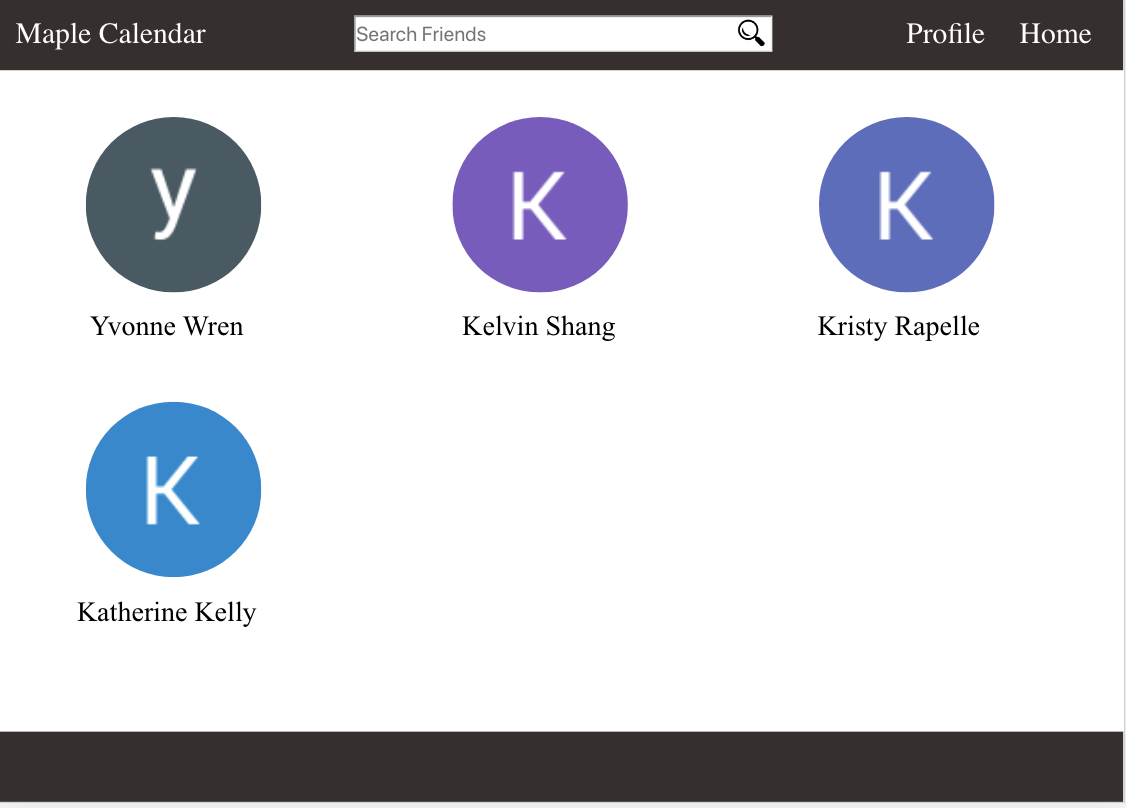 Maple Calendar
Search Friends
Profile
Home
y
K
K
Yvonne Wren
Kelvin Shang
Kristy Rapelle
K
Katherine Kelly